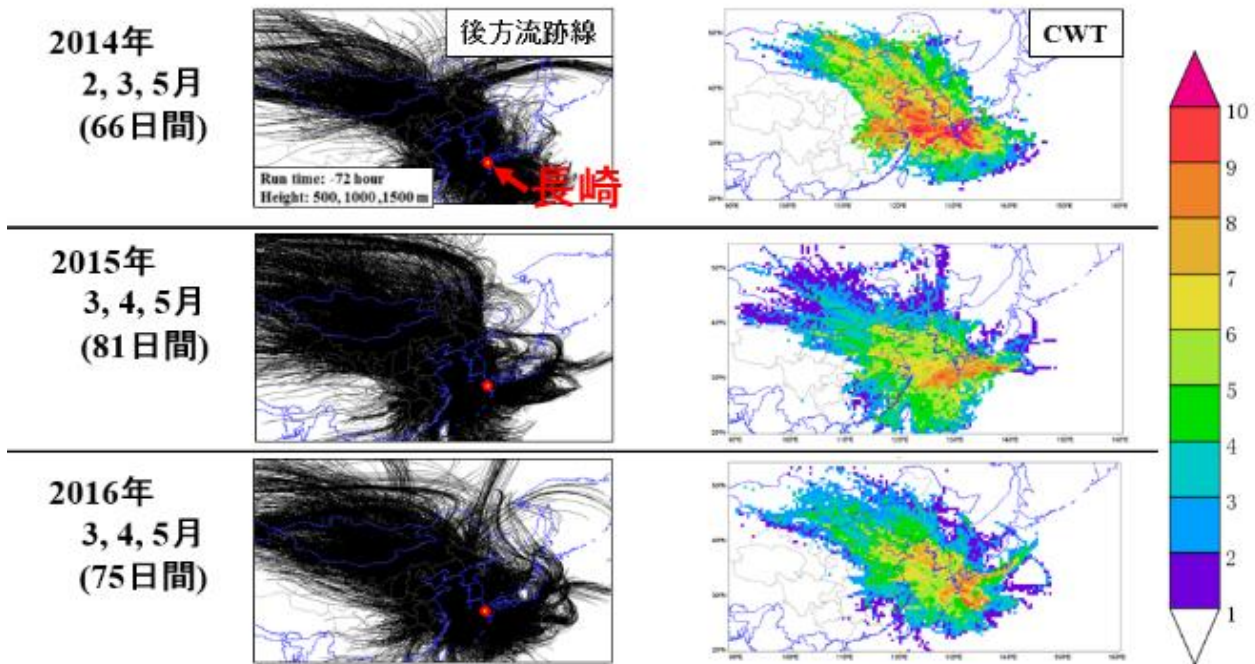 2014年
2, 3, 5月
(66日間)
後方流跡線
CWT
Run time: -72 hour
Height: 500, 1000 ,1500 m
長崎
2015年
3, 4, 5月
(81日間)
2016年
3, 4, 5月
(75日間)
10
9
8
7
6
5
4
3
2
1